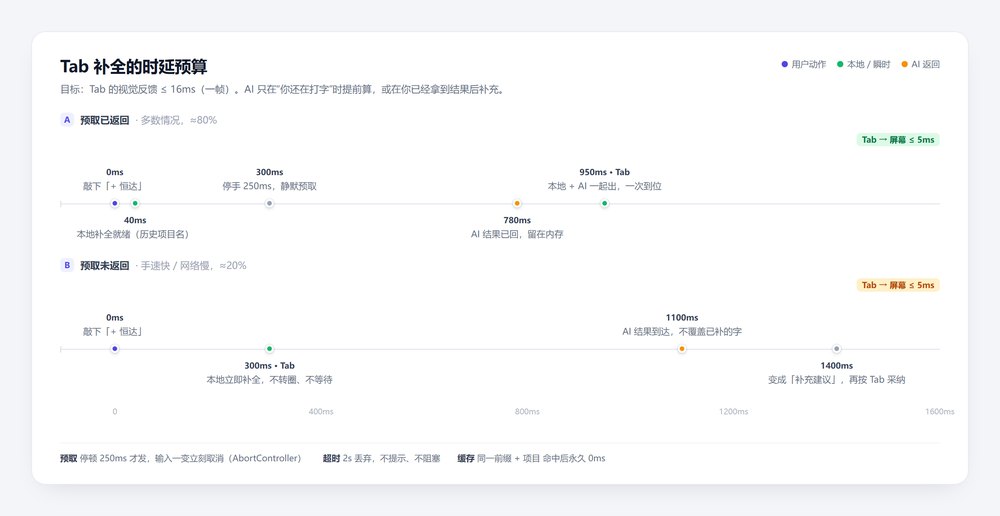 Tab 补全的时延预算
用户动作 本地 / 瞬时 AI 返回
目标：Tab 的视觉反馈 ≤ 16ms（一帧）。AI 只在"你还在打字"时提前算，或在你已经拿到结果后补充。
A 预取已返回 · 多数情况，≈80%
Tab → 屏幕 ≤ 5ms
0ms 300ms 950ms • Tab
敲下「+ 恒达」 停手 250ms，静默预取 本地 + AI 一起出，一次到位
40ms 780ms
本地补全就绪（历史项目名） AI 结果已回，留在内存
B 预取未返回 · 手速快 / 网络慢，≈20%
Tab → 屏幕 ≤ 5ms
0ms 1100ms
敲下「+ 恒达」 AI 结果到达，不覆盖已补的字
300ms • Tab 1400ms
本地立即补全，不转圈、不等待 变成「补充建议」，再按 Tab 采纳
0 400ms 800ms 1200ms 1600ms
预取 停顿 250ms 才发，输入一变立刻取消（AbortController） 超时 2s 丢弃，不提示、不阻塞 缓存 同一前缀 + 项目 命中后永久 0ms